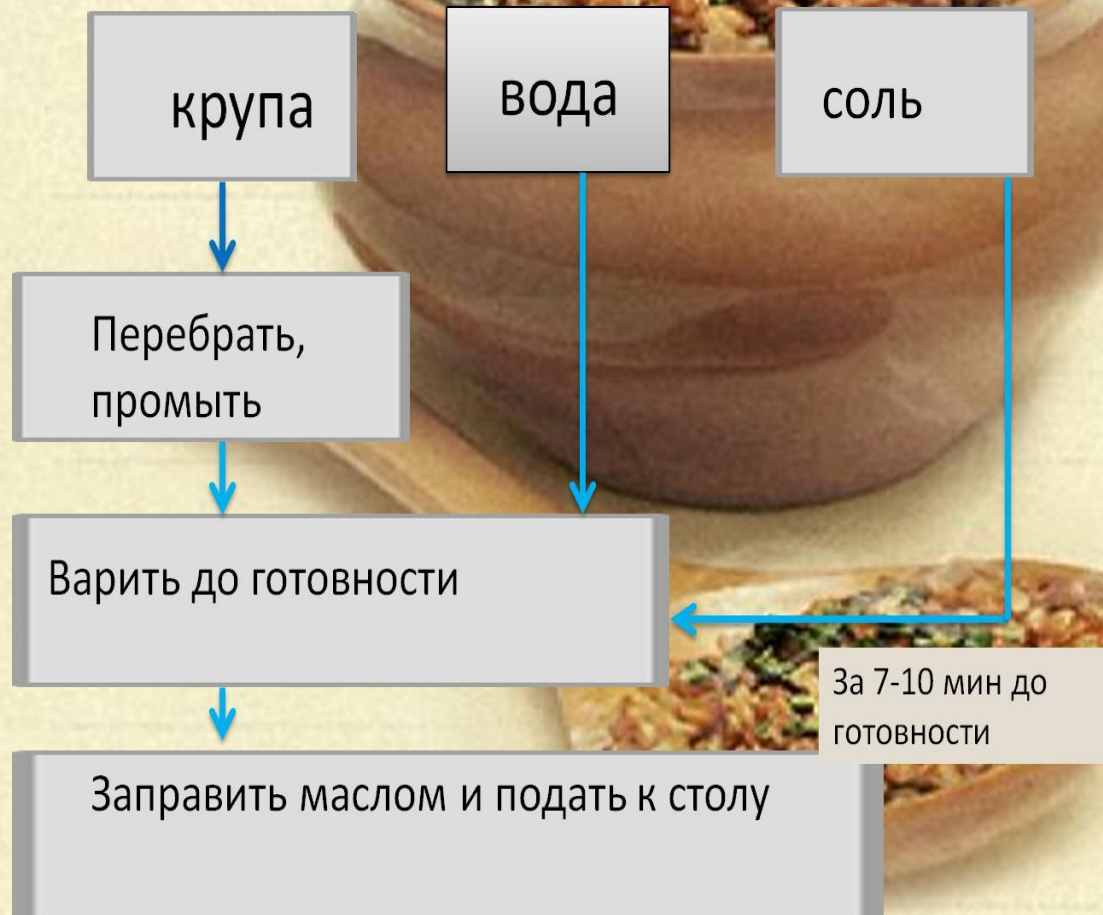 крупа
вода
соль
Перебрать,
промыть
Варить до готовности
За 7-10 мин до
готовности
Заправить маслом и подать к столу